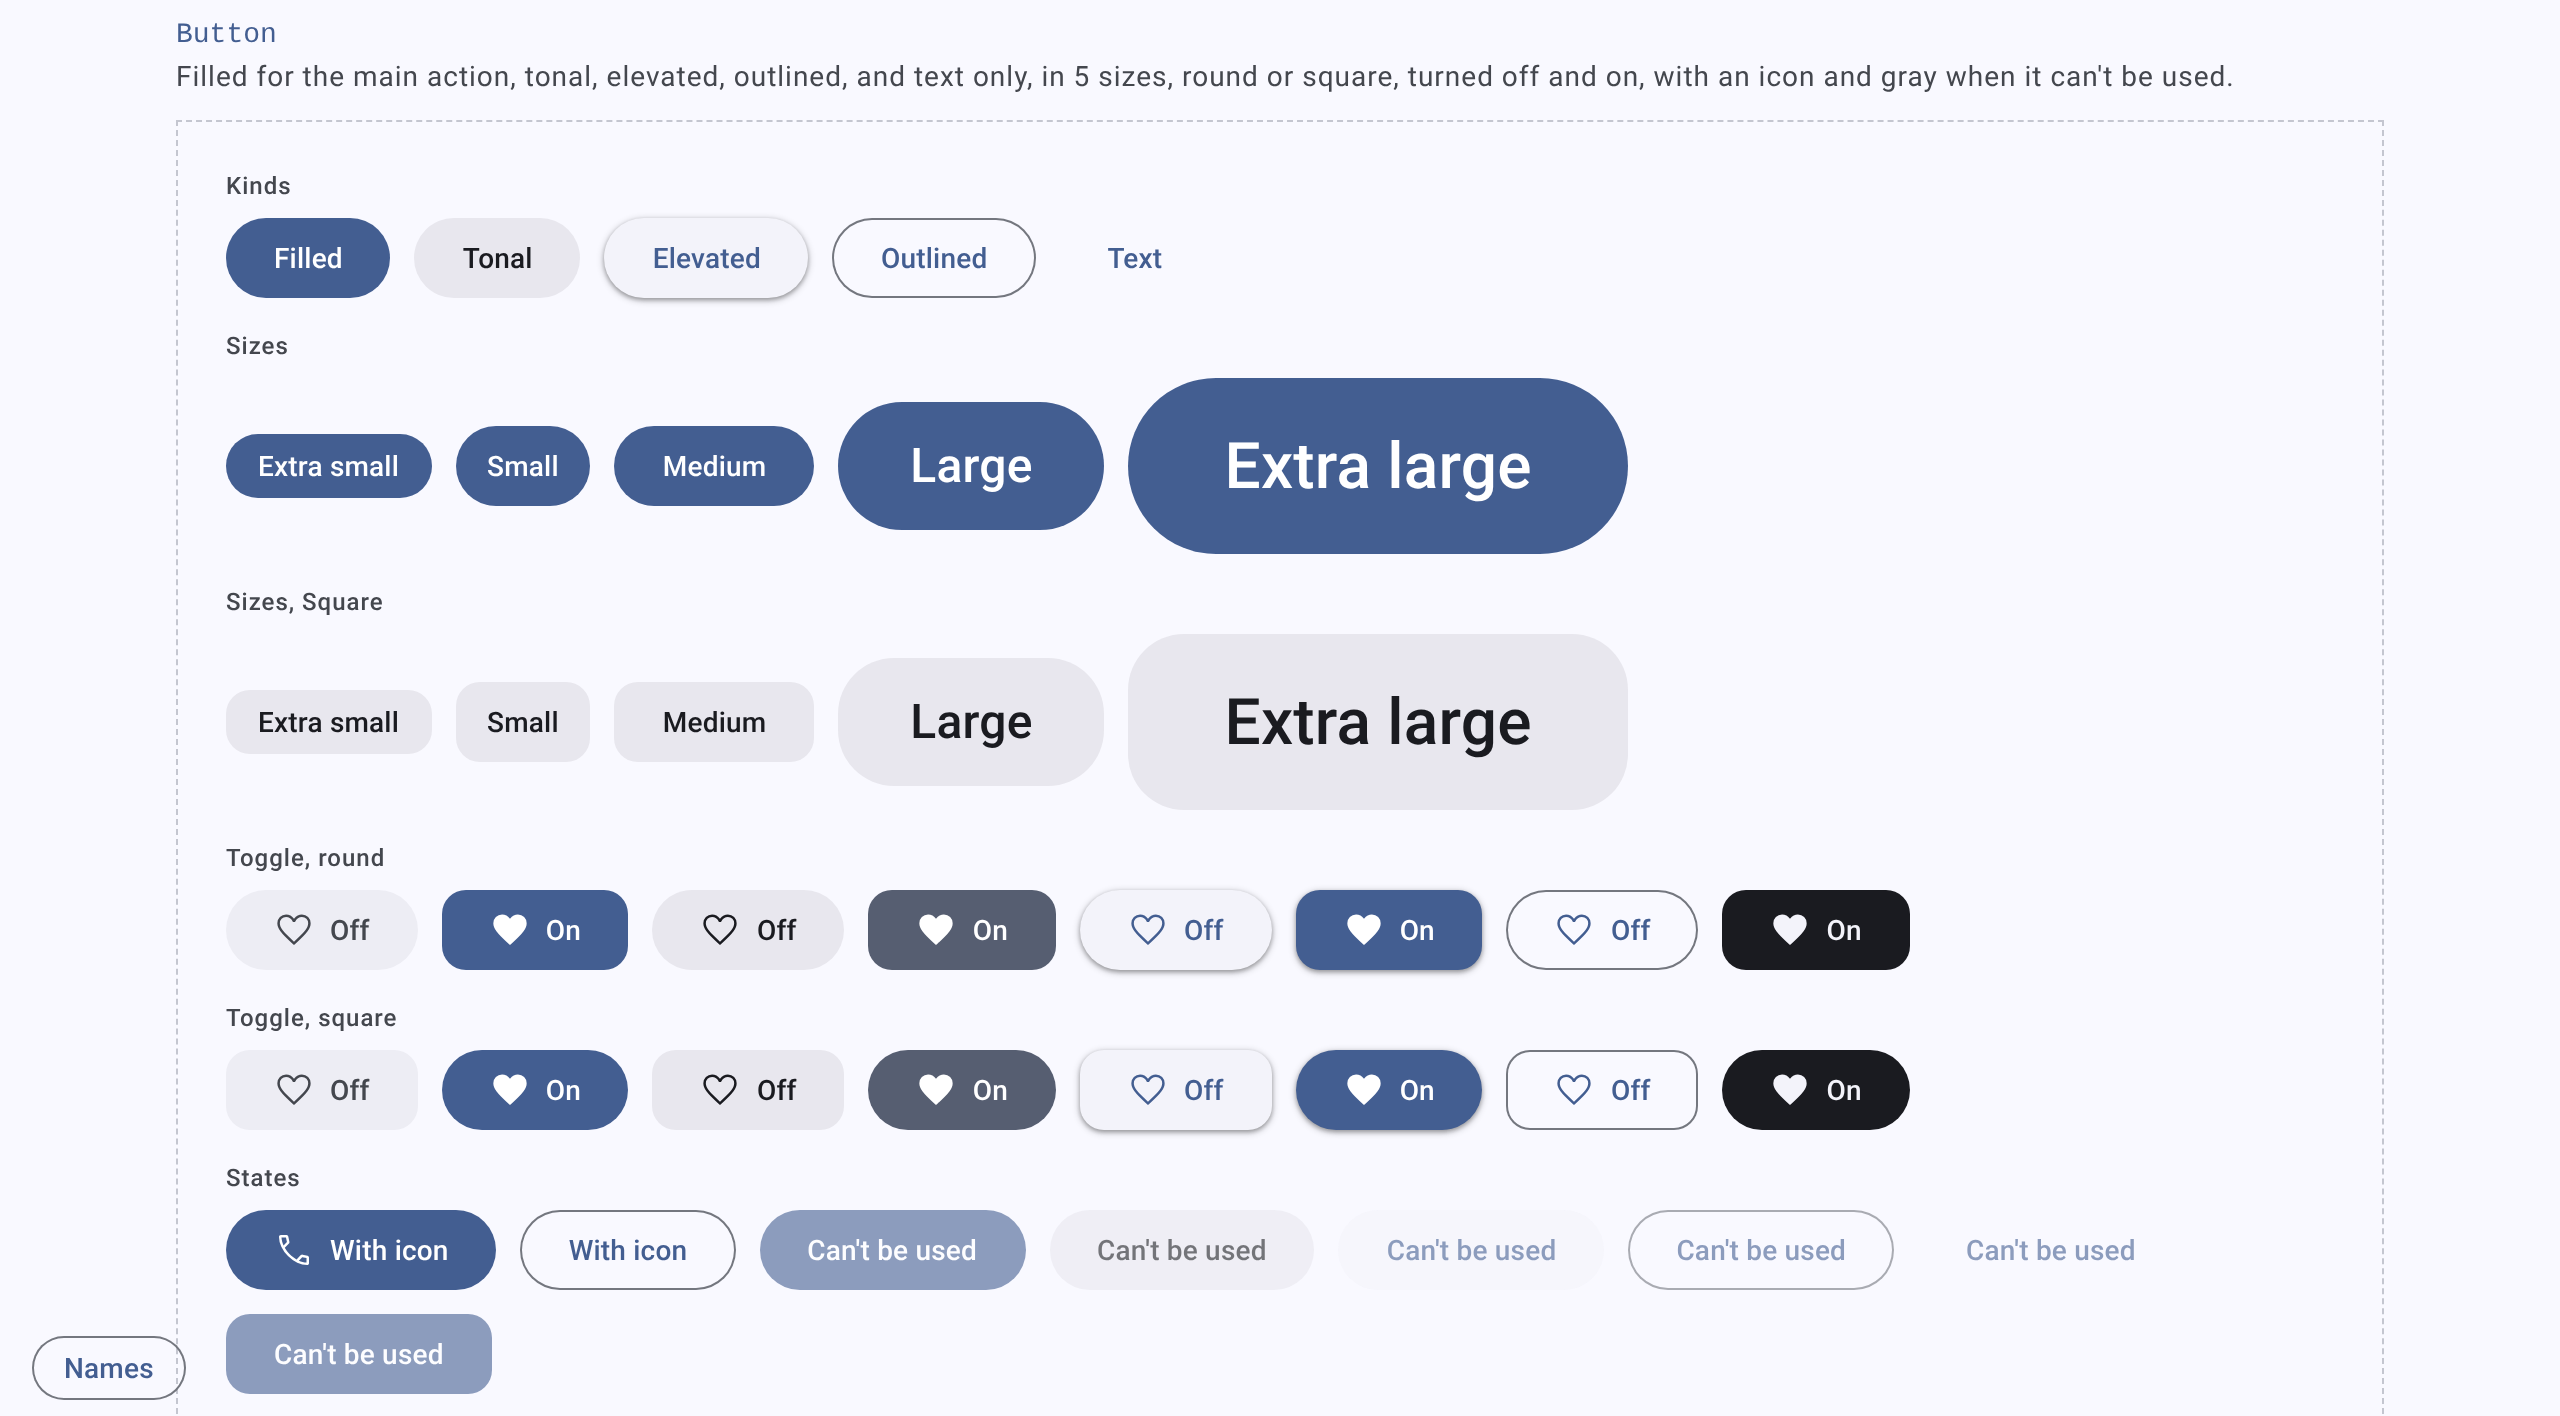 Button
Filled for the main action, tonal, elevated, outlined, and text only, in 5 sizes, round or square, turned off and on, with an icon and gray when it can't be used.
Kinds
Filled Tonal Elevated Outlined Text
Sizes
Extra small Small Medium Large Extra large
Sizes, Square
Extra small Small Medium Large Extra large
Toggle, round
Off On Off On Off On Off On
Toggle, square
Off On Off On Off On Off On
States
With icon With icon Can't be used Can't be used Can't be used Can't be used Can't be used
Can't be used
Names